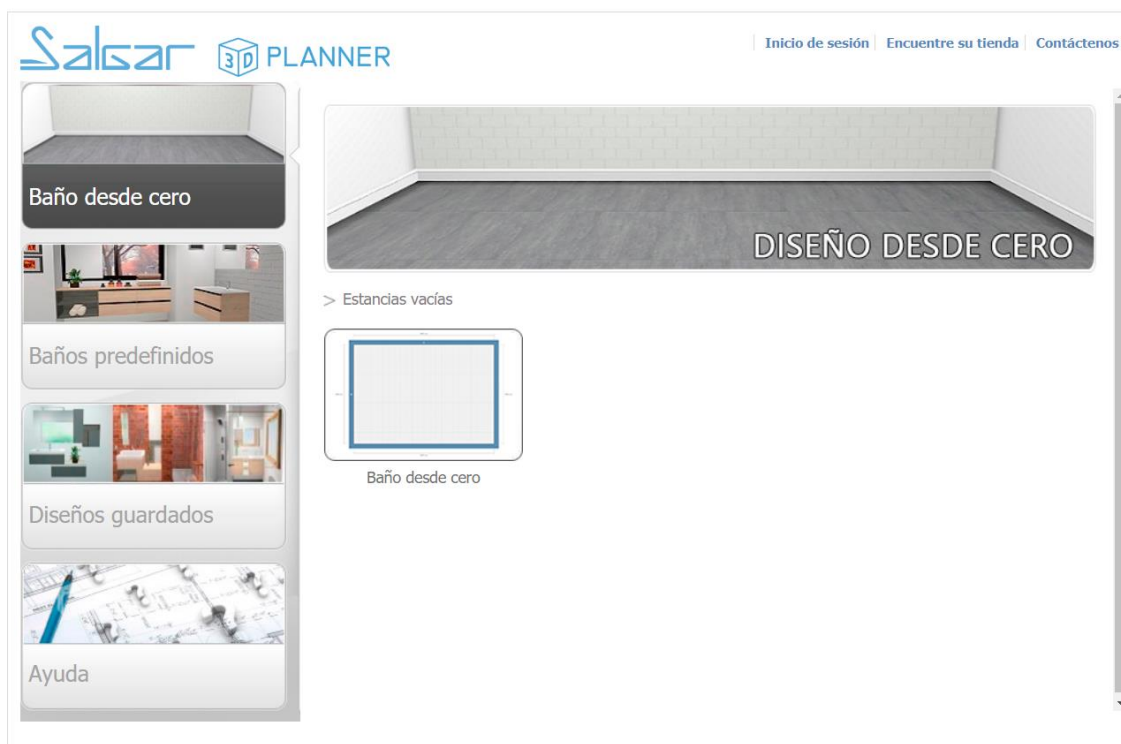 Salgar 3D PLANNER
Inicio de sesión
Encuentre su tienda
Contáctenos
Baño desde cero
Baños predefinidos
Diseños guardados
Ayuda
DISEÑO DESDE CERO
> Estancias vacías
Baño desde cero